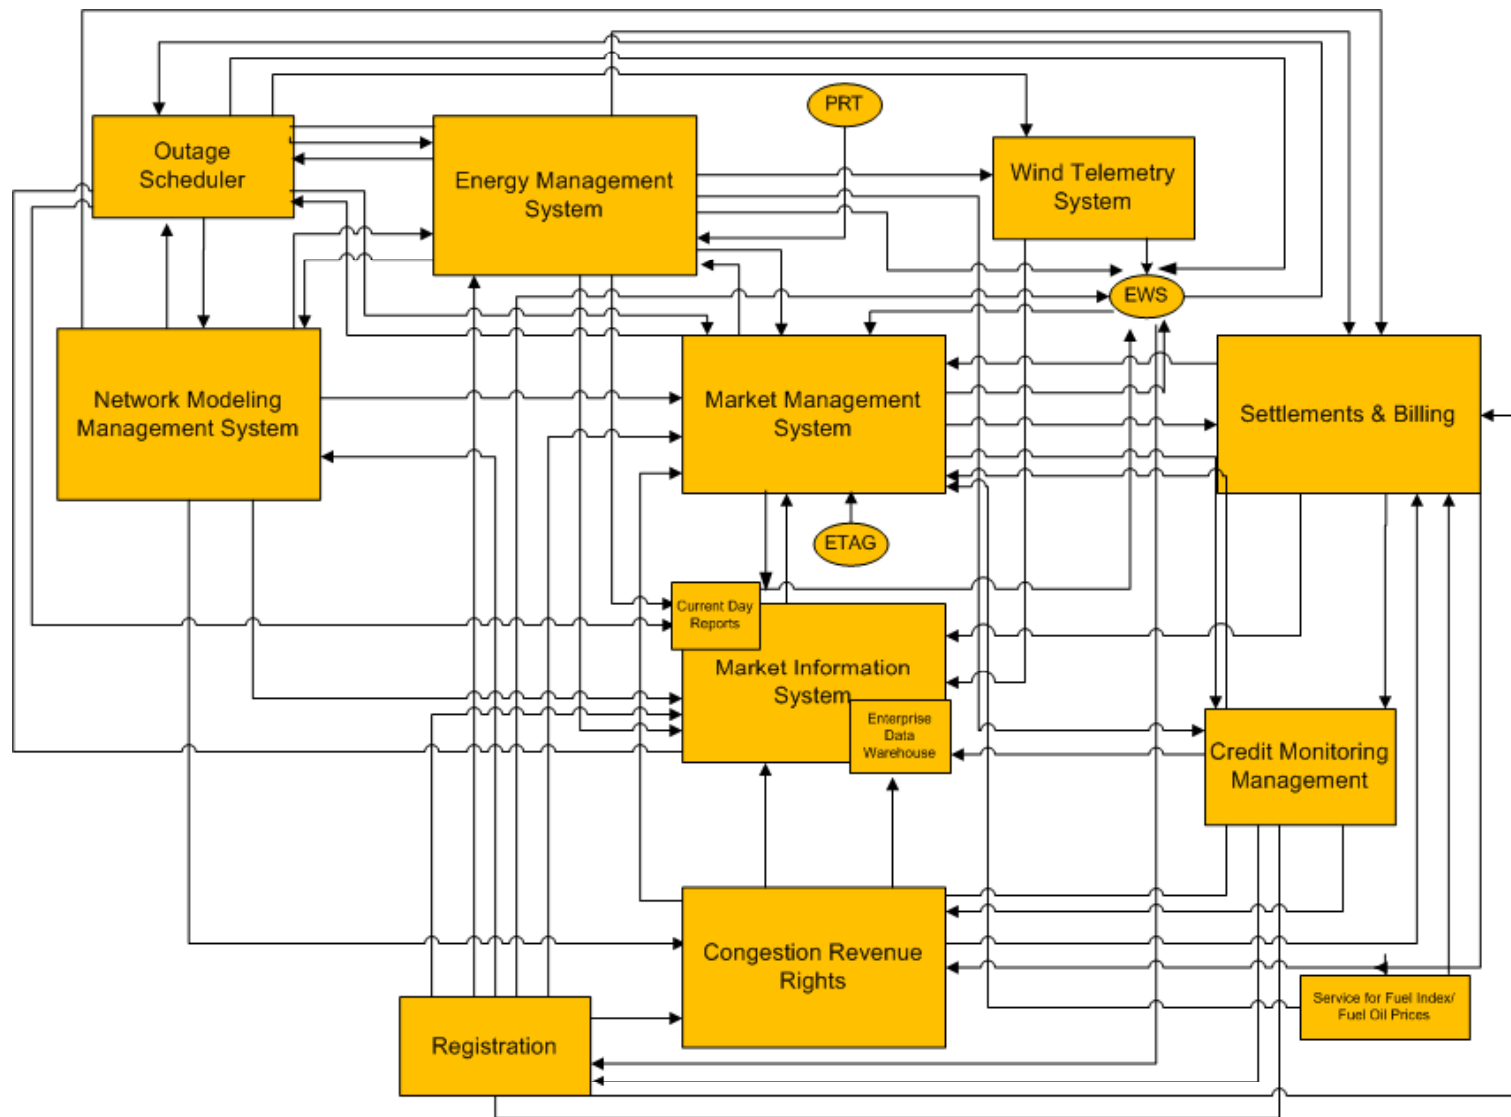 PRT
Outage
Scheduler
Energy Management
System
Wind Telemetry
System
EWS
Network Modeling
Management System
Market Management
System
Settlements & Billing
ETAG
Current Day
Reports
Market Information
System
Enterprise
Data
Warehouse
Credit Monitoring
Management
Congestion Revenue
Rights
Service for Fuel Index/
Fuel Oil Prices
Registration